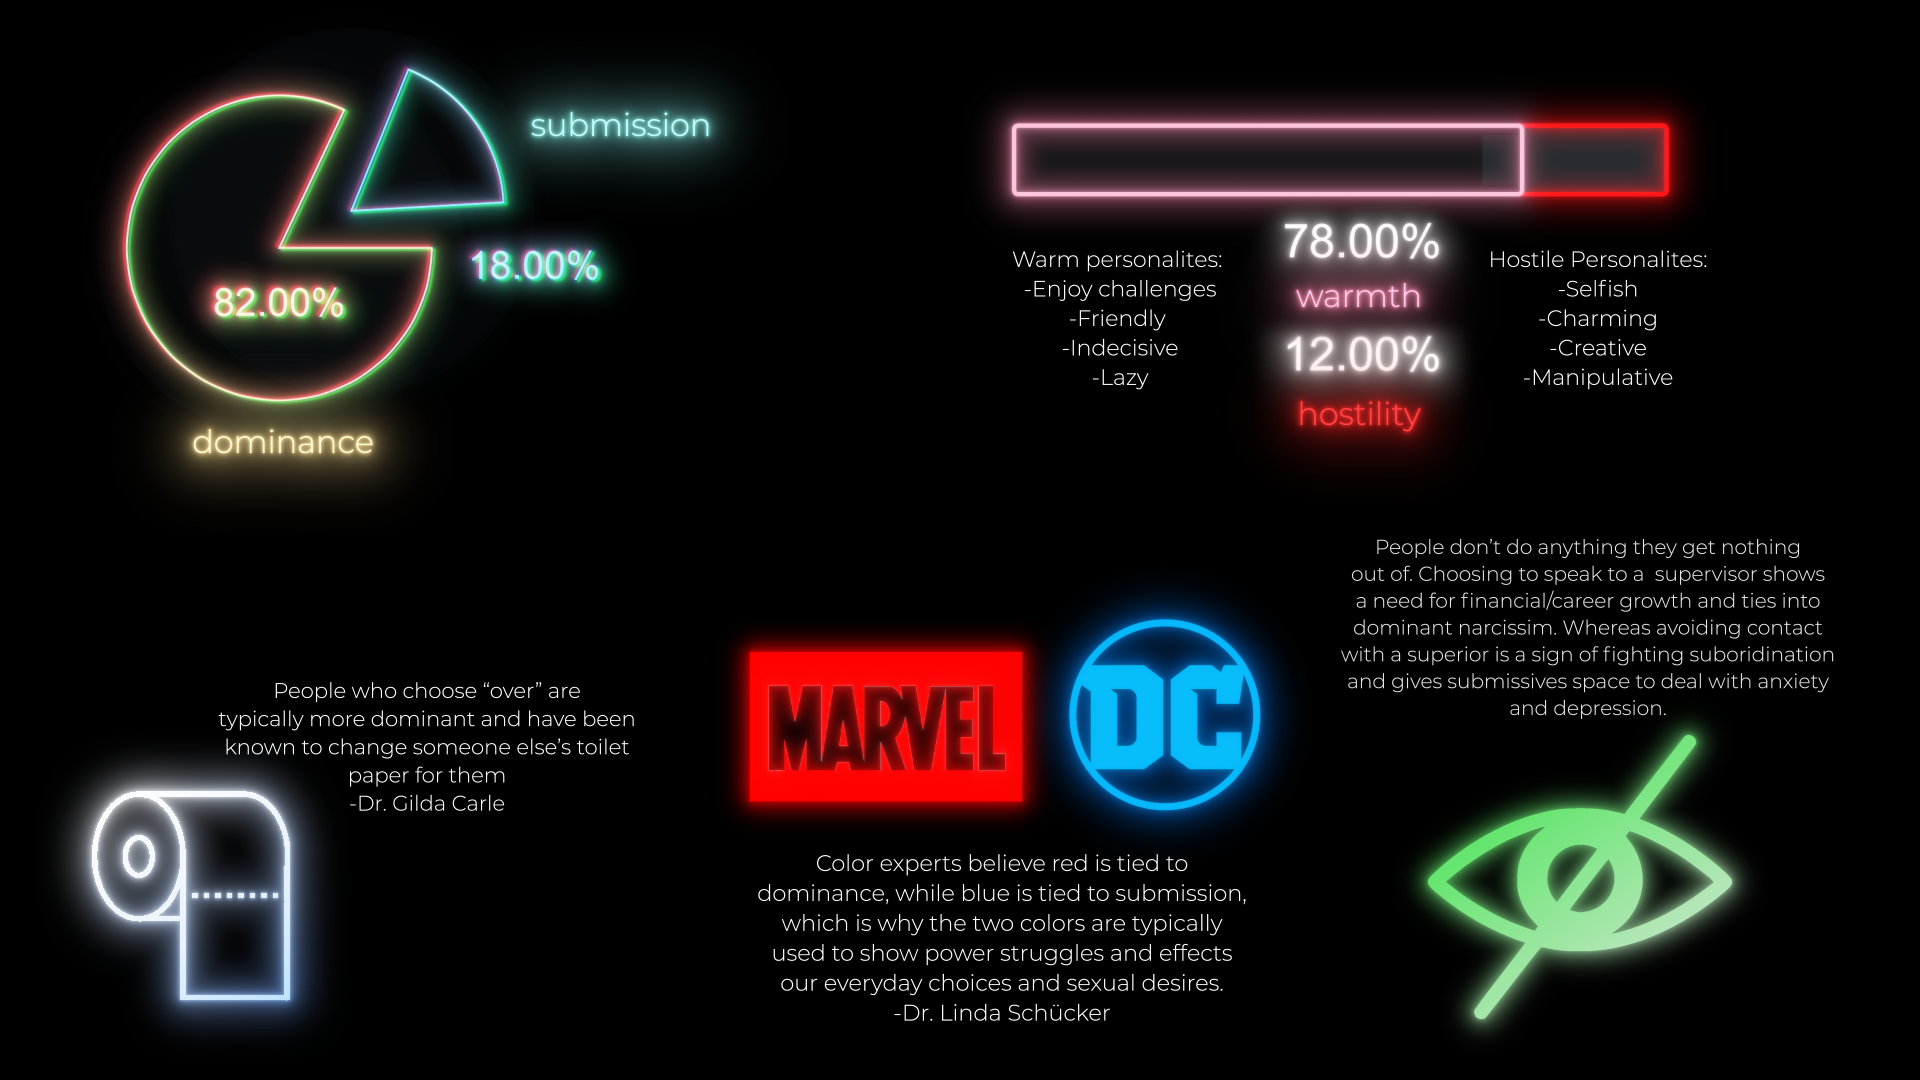 submission
18.00%
82.00%
dominance
78.00%
warmth
12.00%
hostility
Warm personalites:
-Enjoy challenges
-Friendly
-Indecisive
-Lazy
Hostile Personalites:
-Selfish
-Charming
-Creative
-Manipulative
People who choose “over” are
typically more dominant and have been
known to change someone else’s toilet
paper for them
-Dr. Gilda Carle
MARVEL
DC
Color experts believe red is tied to
dominance, while blue is tied to submission,
which is why the two colors are typically
used to show power struggles and effects
our everyday choices and sexual desires.
-Dr. Linda Schücker
People don’t do anything they get nothing
out of. Choosing to speak to a  supervisor shows
a need for financial/career growth and ties into
dominant narcissim. Whereas avoiding contact
with a superior is a sign of fighting suboridination
and gives submissives space to deal with anxiety
and depression.